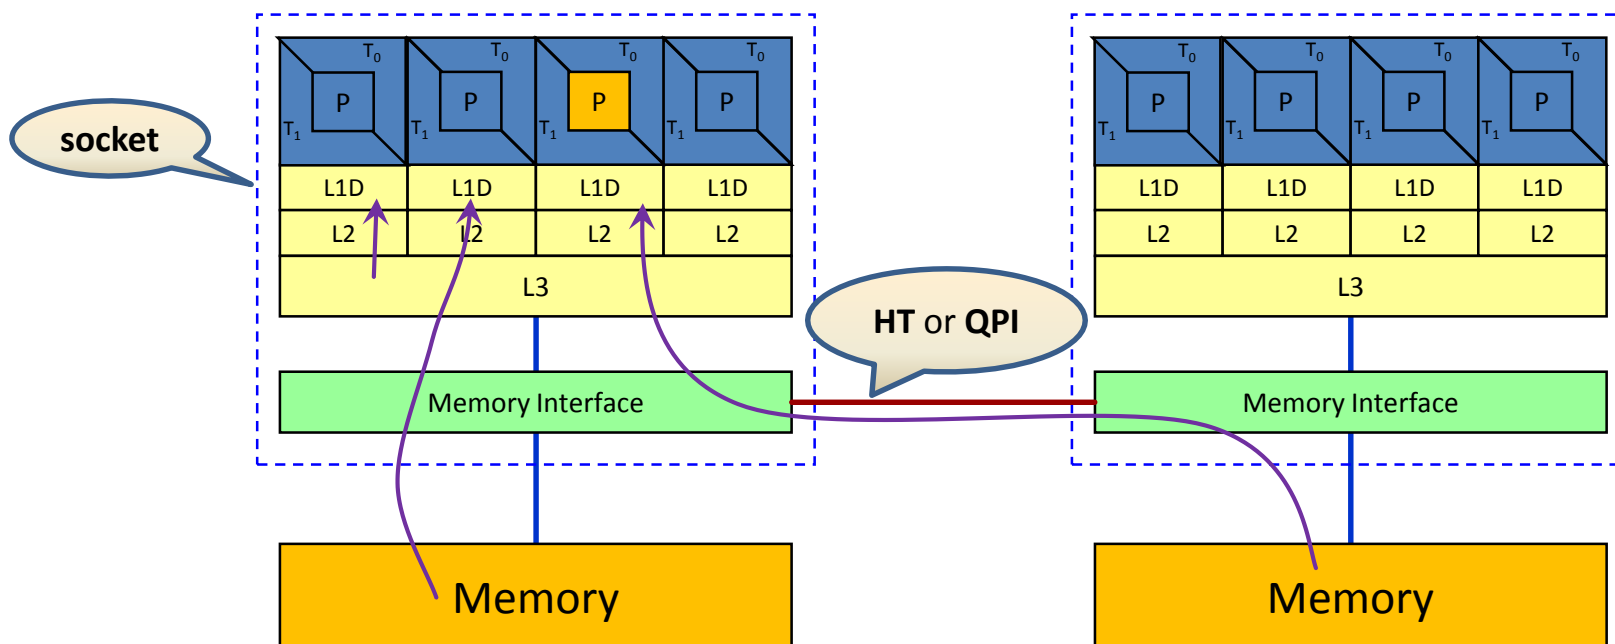 T0 T0 T0 T0 T0 T0 T0 T0
P P P P P P P P
T1 T1 T1 T1 T1 T1 T1 T1
socket
L1D L1D L1D L1D L1D L1D L1D L1D
L2 L2 L2 L2 L2 L2 L2 L2
L3 L3
HT or QPI
Memory Interface Memory Interface
Memory Memory